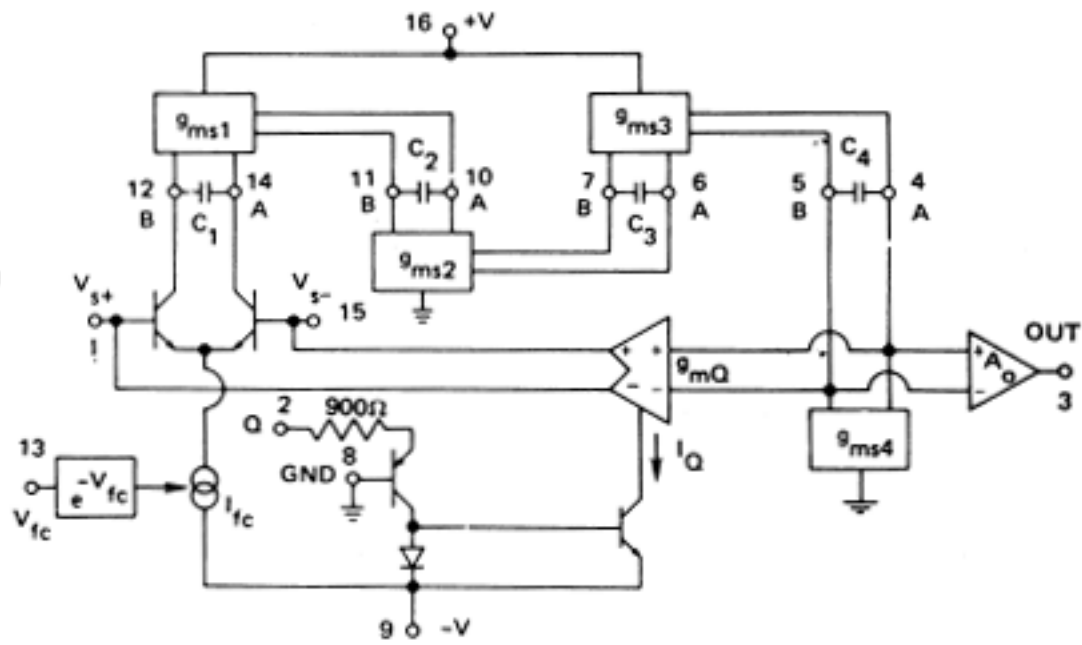 16 +V
gms1
gms3
C2
C4
12 14
11 10
7 6
5 4
B A
B A
B A
B A
C1
C3
gms2
Vs+
Vs- 15
1
+ +
gmQ
- -
+
Ao
-
OUT
3
2 900Ω
Q
8
GND
IQ
gms4
13
e-Vfc
Vfc
Ifc
9 -V